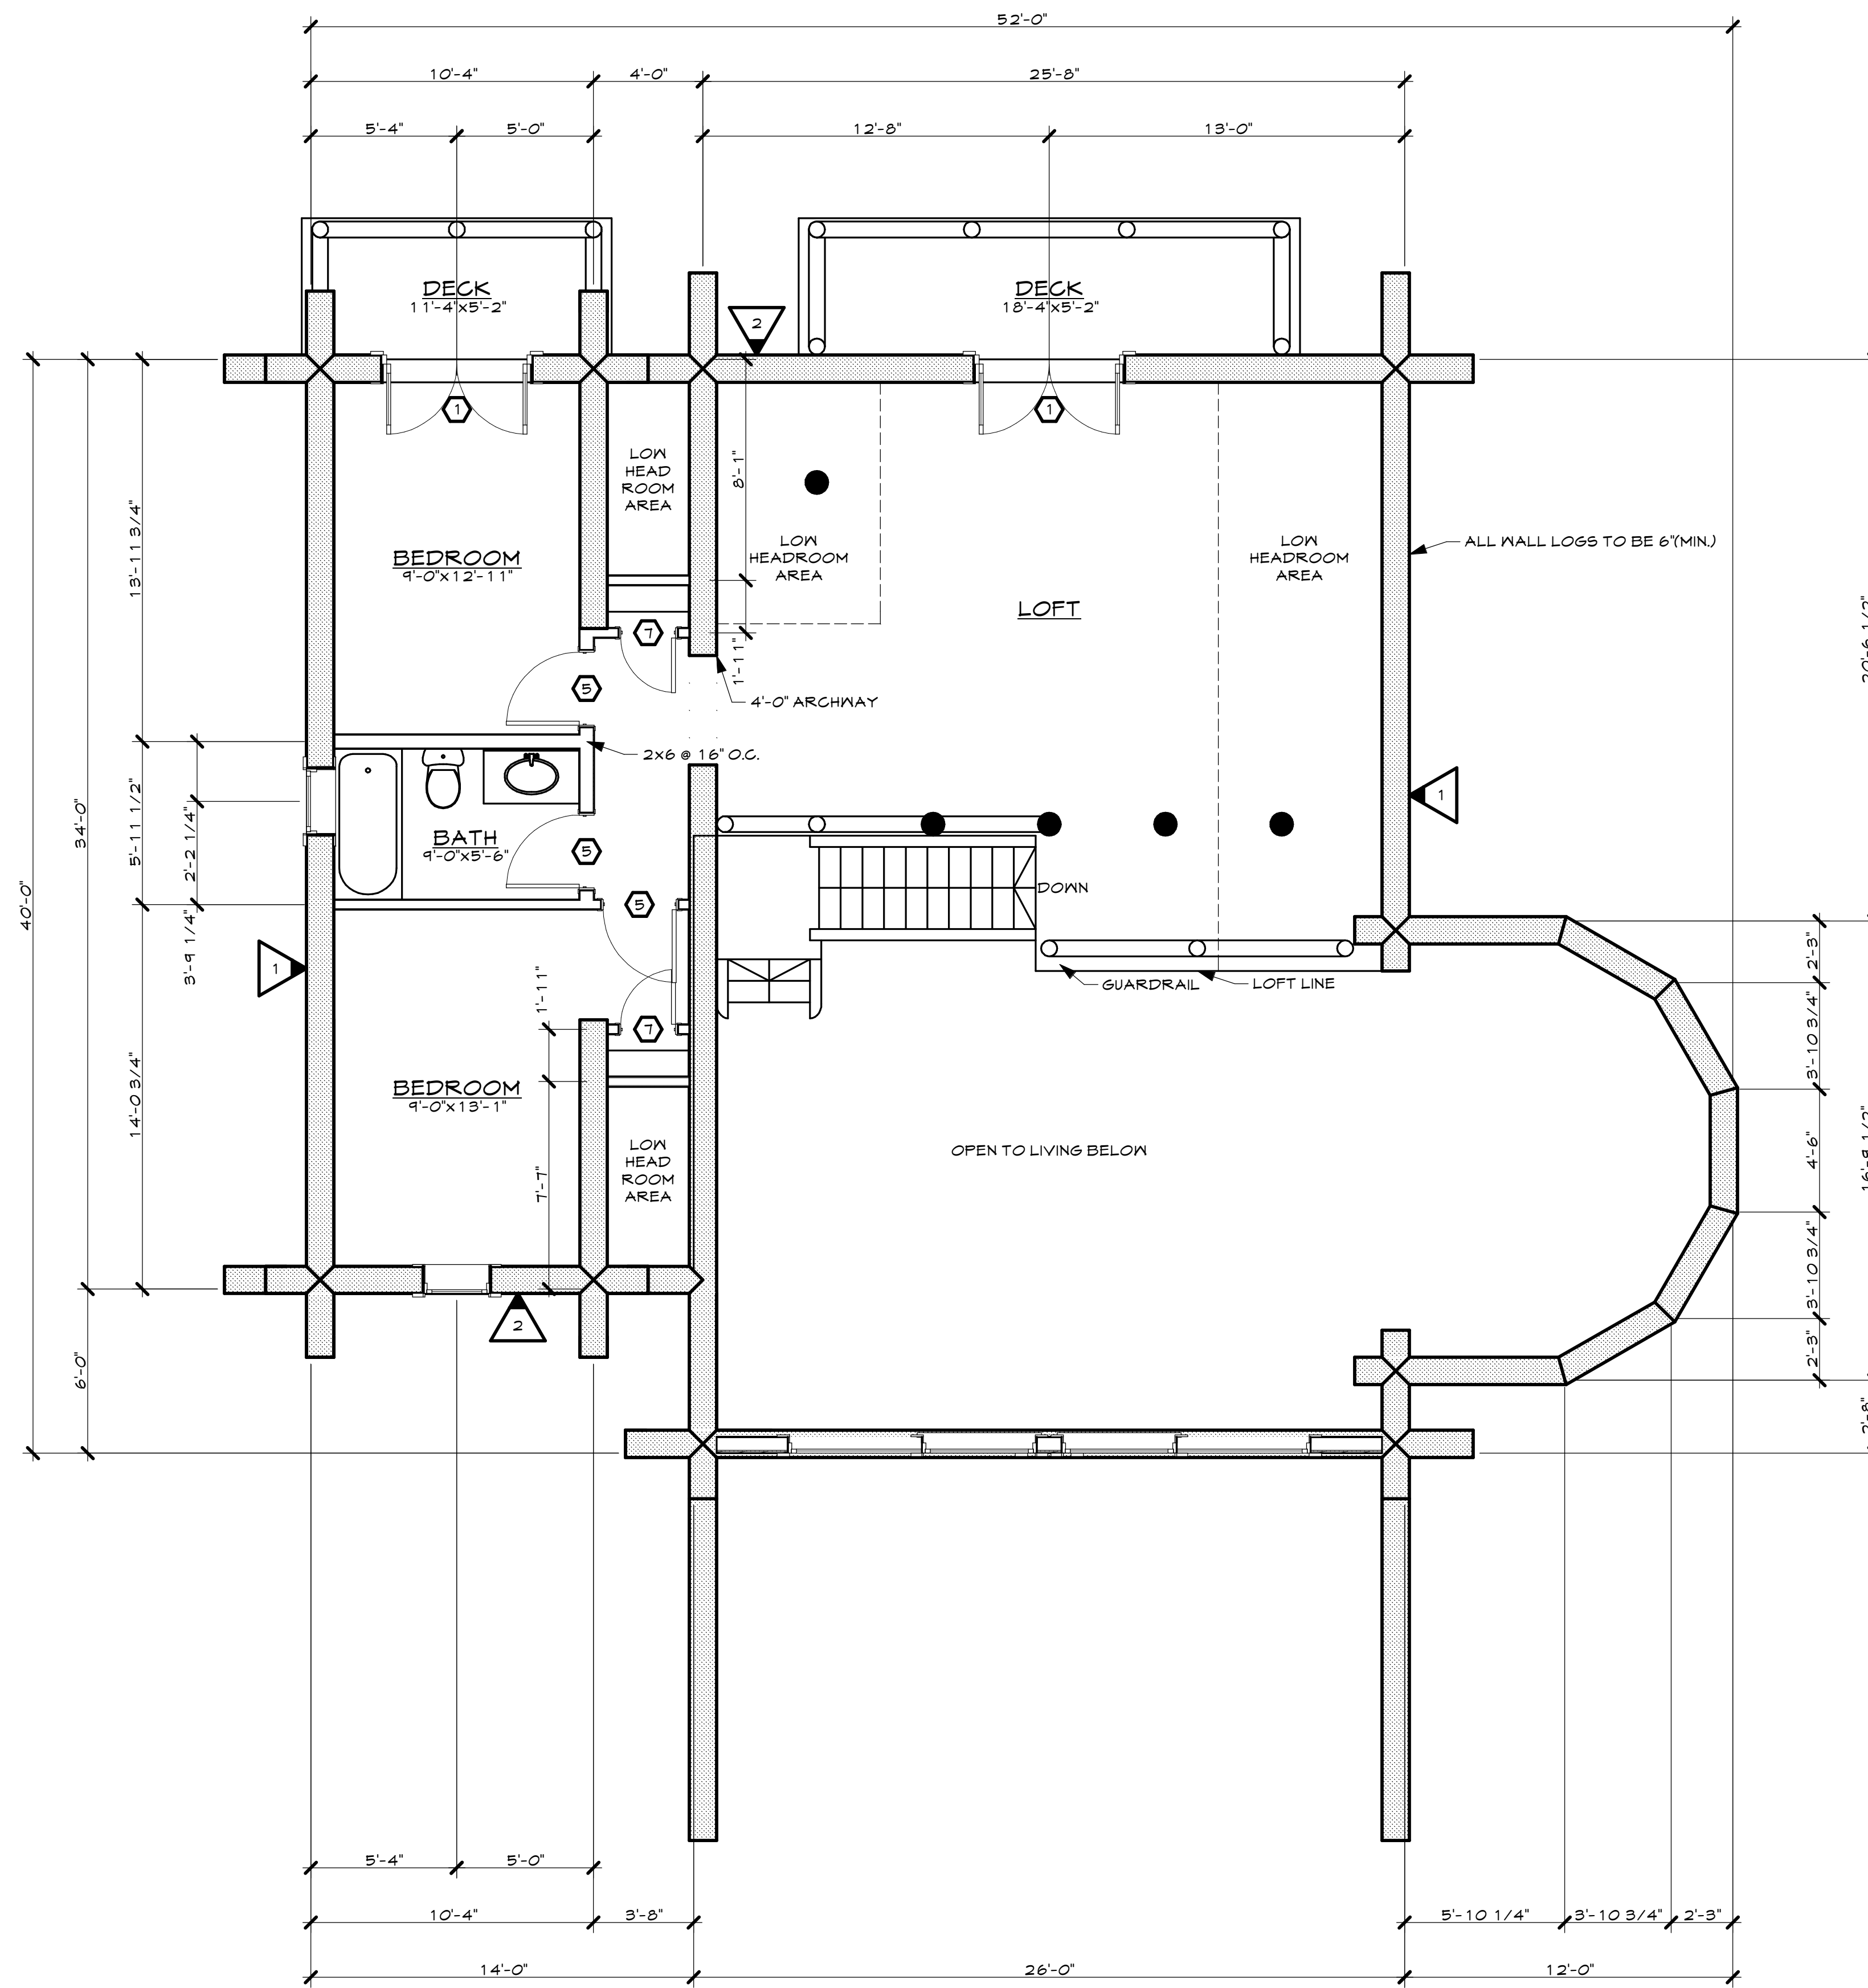 52'-0"
10'-4"
4'-0"
25'-8"
5'-4"
5'-0"
12'-8"
13'-0"
DECK
11'-4"x5'-2"
DECK
18'-4"x5'-2"
2
1
1
LOW
HEAD
ROOM
AREA
8'-1"
13'-11 3/4"
BEDROOM
9'-0"x12'-11"
LOW
HEADROOM
AREA
LOW
HEADROOM
AREA
ALL WALL LOGS TO BE 6"(MIN.)
LOFT
7
1'-11"
5
4'-0" ARCHWAY
2x6 @ 16" O.C.
34'-0"
5'-11 1/2"
2'-2 1/4"
BATH
9'-0"x5'-6"
5
1
40'-0"
5
DOWN
3'-9 1/4"
1
GUARDRAIL
LOFT LINE
2'-3"
1'-11"
7
3'-10 3/4"
14'-0 3/4"
BEDROOM
9'-0"x13'-1"
LOW
HEAD
ROOM
AREA
7'-7"
OPEN TO LIVING BELOW
4'-6"
16'-9 1/2"
3'-10 3/4"
2
6'-0"
2'-3"
2'-8"
5'-4"
5'-0"
10'-4"
3'-8"
5'-10 1/4"
3'-10 3/4"
2'-3"
14'-0"
26'-0"
12'-0"